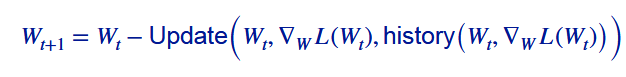 W_{t+1} = W_t – Update(W_t, ∇_W L(W_t), history(W_t, ∇_W L(W_t)))